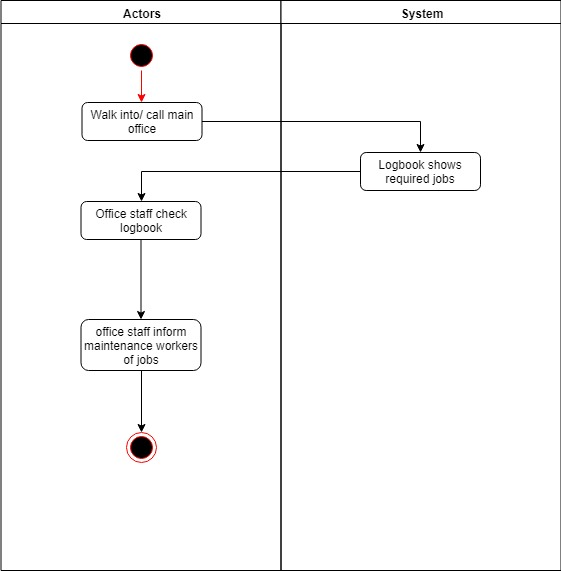 Actors
System
Walk into/ call main
office
Logbook shows
required jobs
Office staff check
logbook
office staff inform
maintenance workers
of jobs